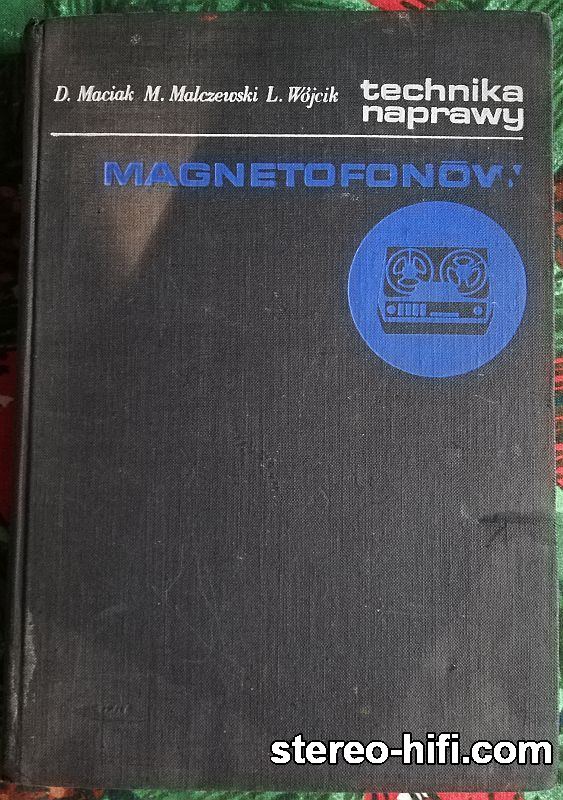 D. Maciak M. Malczewski L. Wójcik
technika
naprawy
MAGNETOFONÓW
stereo-hifi.com